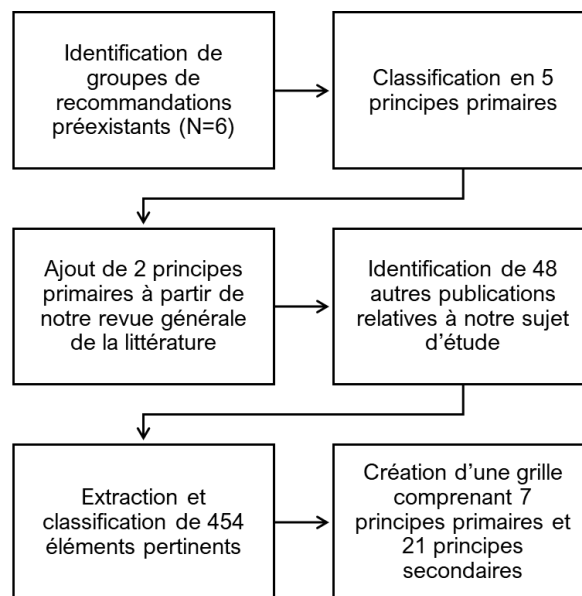 Identification de
groupes de
recommandations
préexistants (N=6)
Classification en 5
principes primaires
Ajout de 2 principes
primaires à partir de
notre revue générale
de la littérature
Identification de 48
autres publications
relatives à notre sujet
d’étude
Extraction et
classification de 454
éléments pertinents
Création d’une grille
comprenant 7
principes primaires et
21 principes
secondaires